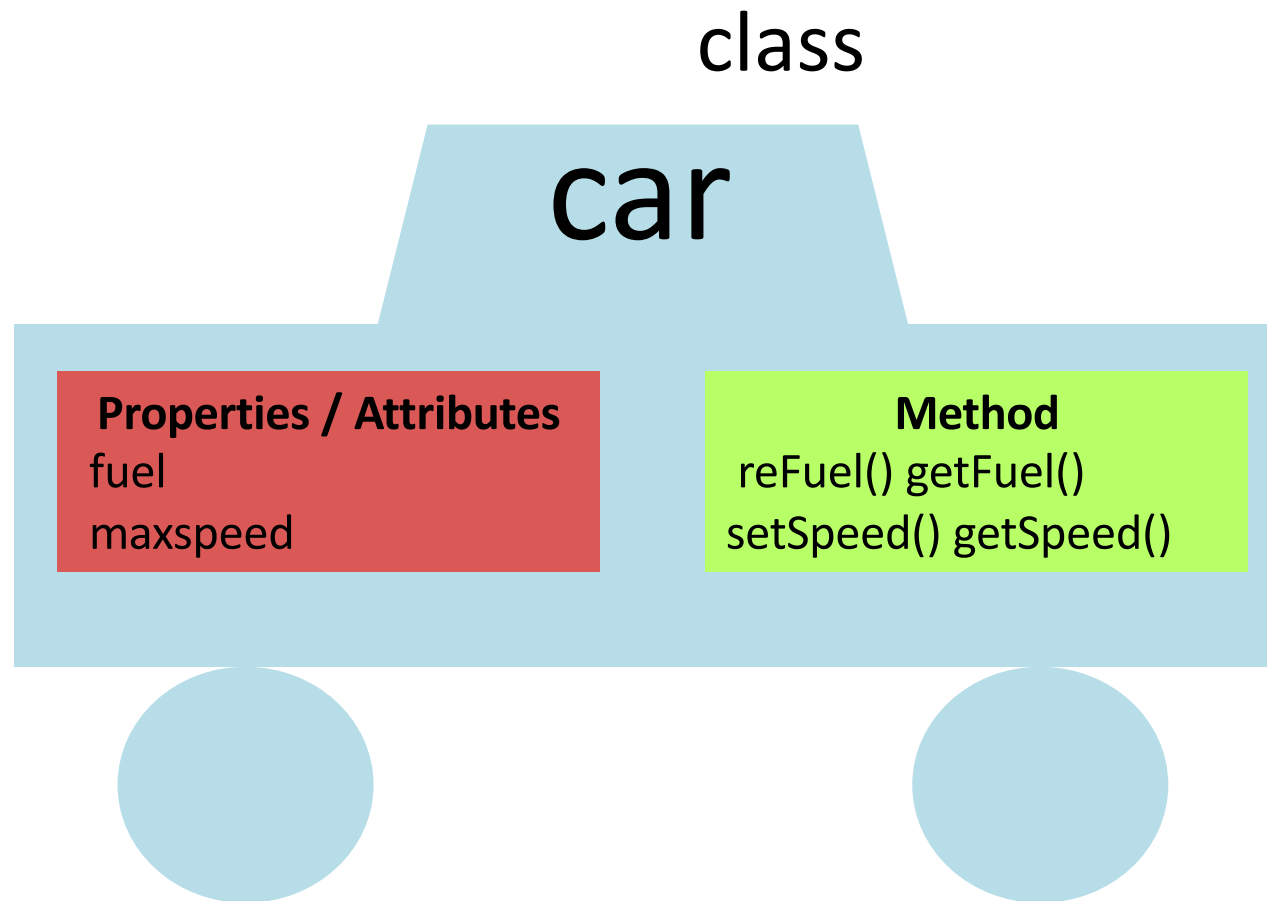 class
car
Properties / Attributes
fuel
maxspeed
Method
reFuel() getFuel()
setSpeed() getSpeed()